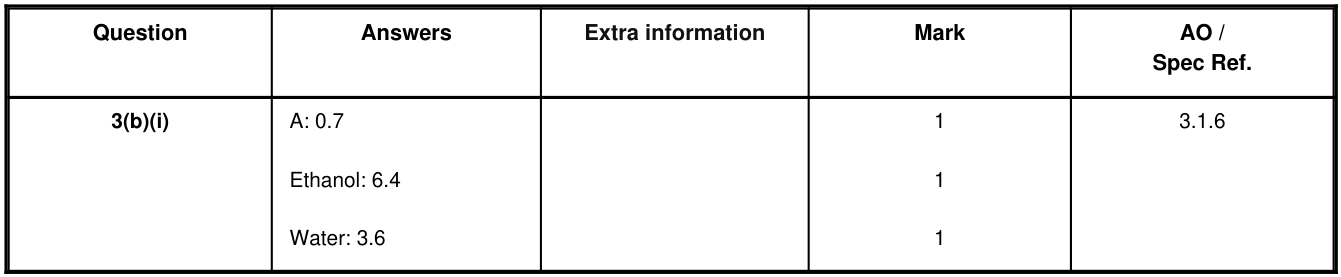 Question Answers Extra information Mark AO /
Spec Ref.
3(b)(i) A: 0.7 1 3.1.6
Ethanol: 6.4 1
Water: 3.6 1